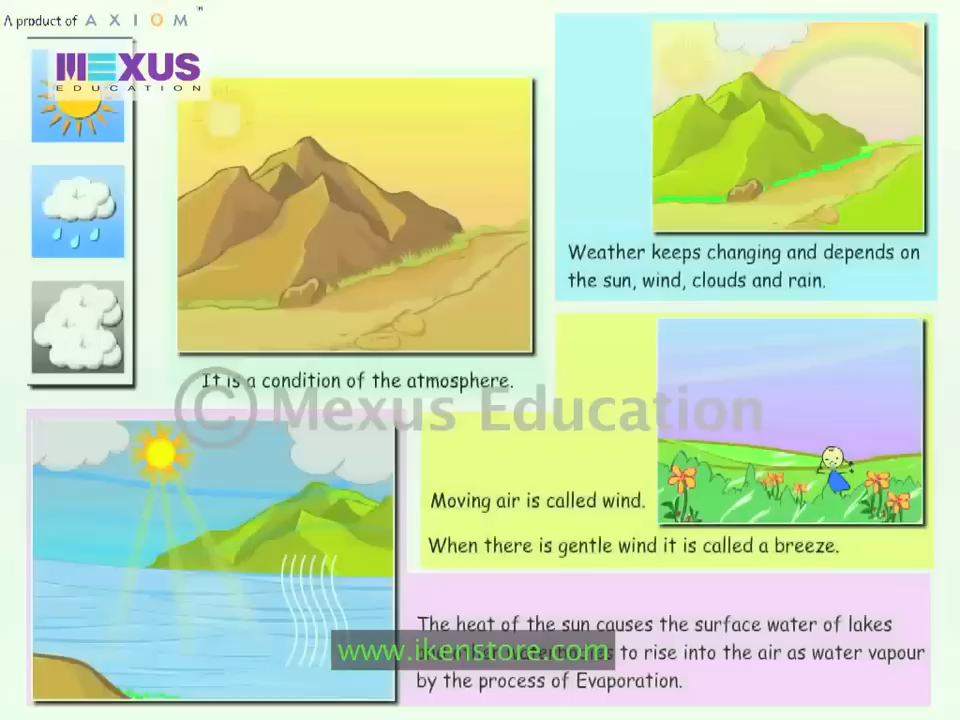 A product of AXIOM™
MEXUS
EDUCATION
Weather keeps changing and depends on
the sun, wind, clouds and rain.
It is a condition of the atmosphere.
© Mexus Education
Moving air is called wind.
When there is gentle wind it is called a breeze.
The heat of the sun causes the surface water of lakes
to rise into the air as water vapour
www.ikenstore.com
by the process of Evaporation.